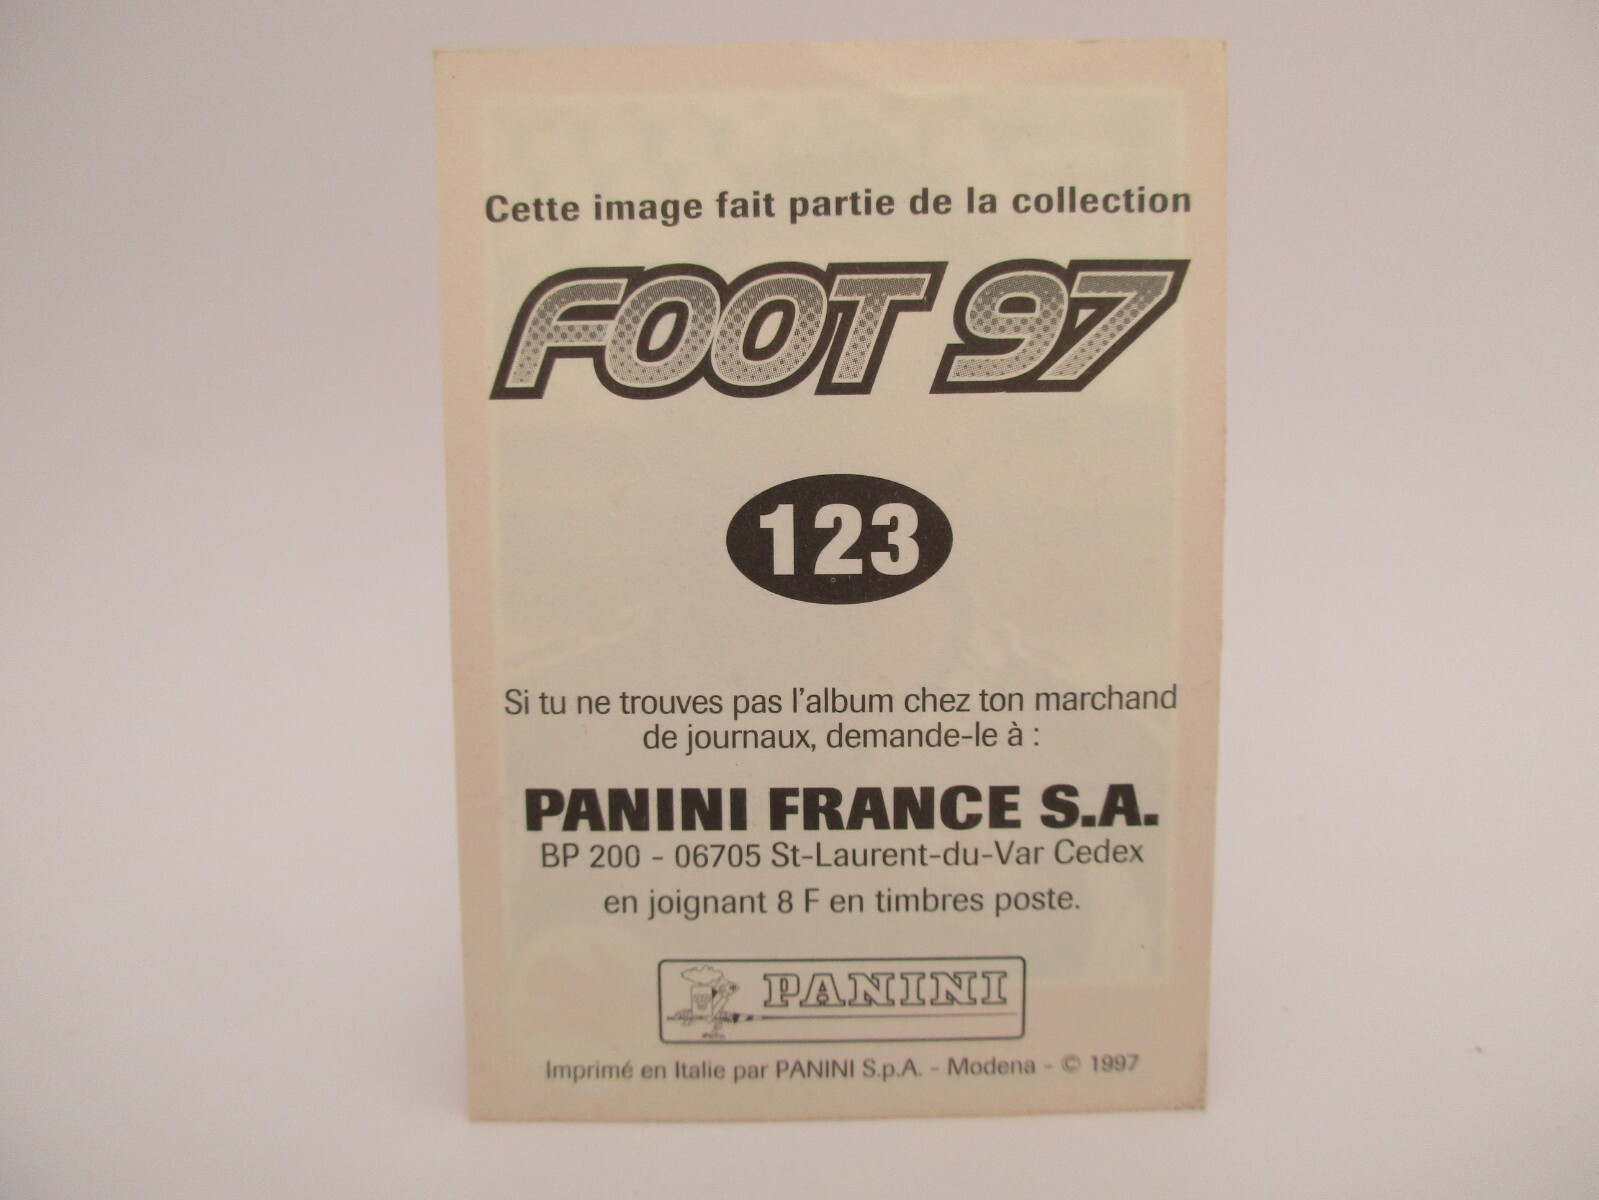 Cette image fait partie de la collection
FOOT 97
123
Si tu ne trouves pas l'album chez ton marchand
de journaux, demande-le à :
PANINI FRANCE S.A.
BP 200 - 06705 St-Laurent-du-Var Cedex
en joignant 8 F en timbres poste.
PANINI
Imprimé en Italie par PANINI S.p.A. - Modena - © 1997